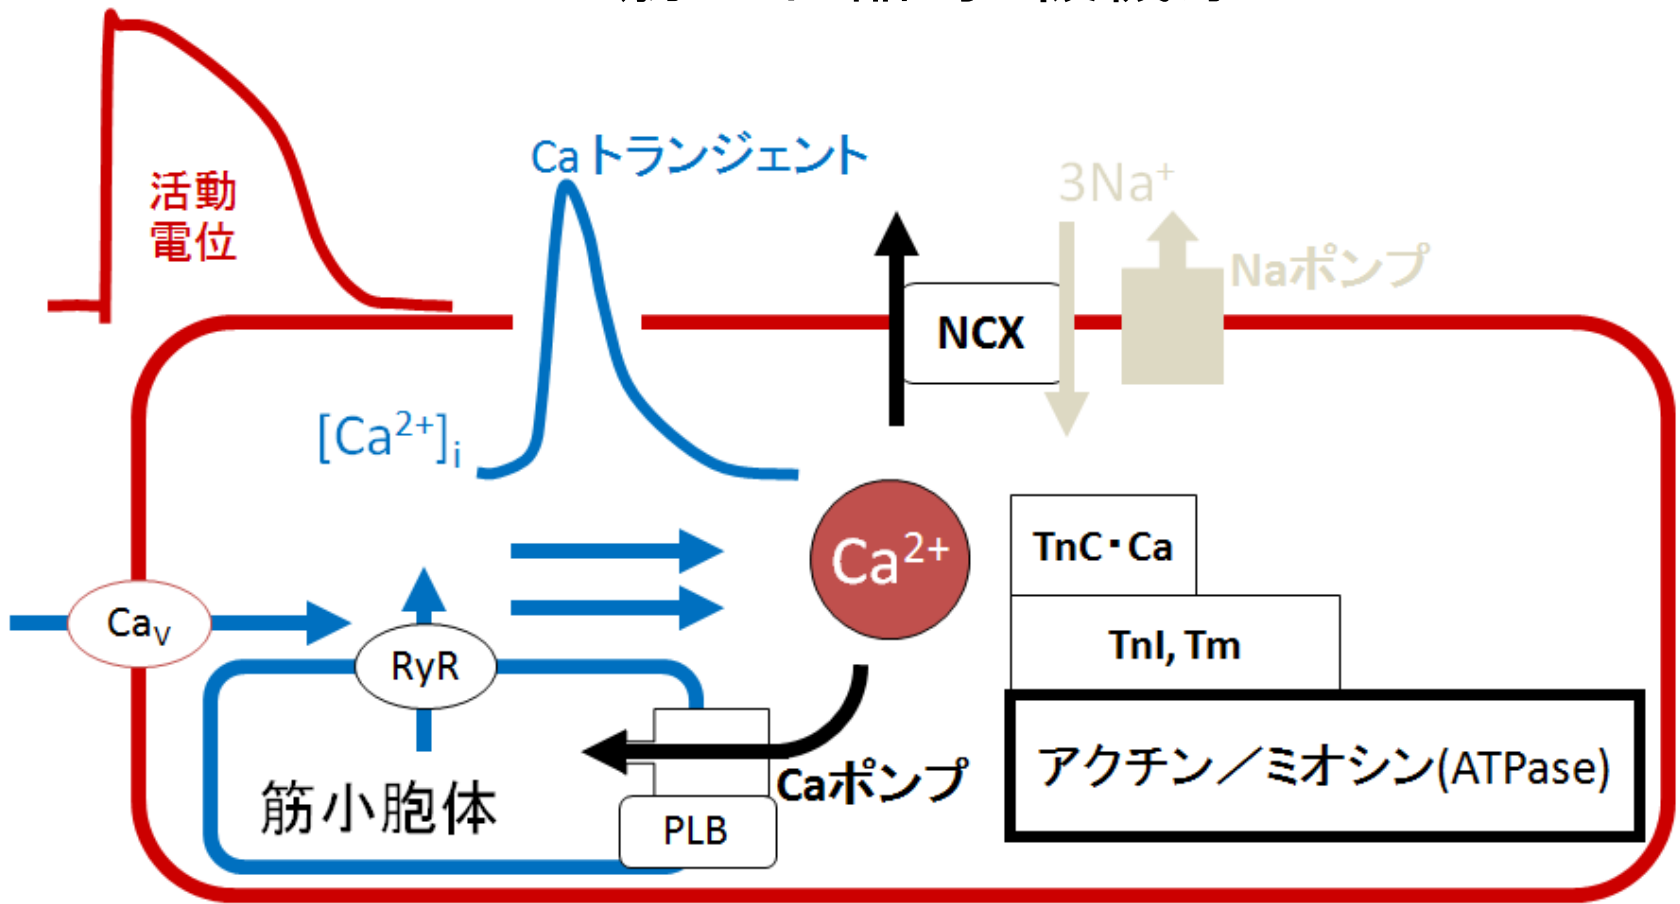 活動
電位
Ca トランジェント
3Na⁺
Naポンプ
NCX
[Ca²⁺]ᵢ
Ca²⁺
TnC・Ca
TnI, Tm
アクチン／ミオシン(ATPase)
CaV
RyR
Caポンプ
筋小胞体
PLB